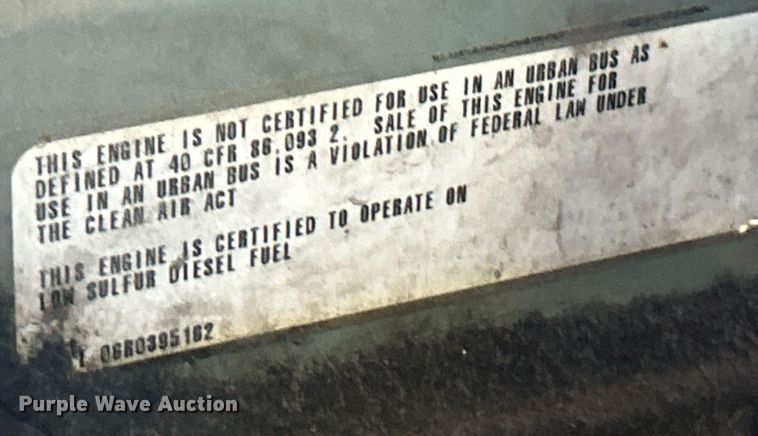 THIS ENGINE IS NOT CERTIFIED FOR USE IN AN URBAN BUS AS
DEFINED AT 40 CFR 86.093 2. SALE OF THIS ENGINE FOR
USE IN AN URBAN BUS IS A VIOLATION OF FEDERAL LAW UNDER
THE CLEAN AIR ACT
THIS ENGINE IS CERTIFIED TO OPERATE ON
LOW SULFUR DIESEL FUEL
06R0395182
Purple Wave Auction